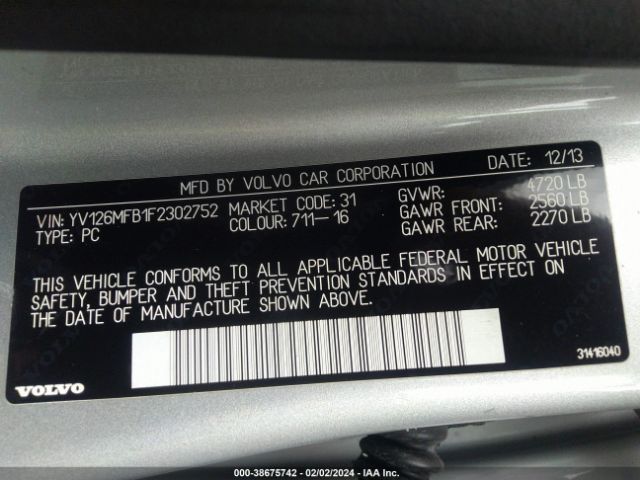 MFD BY VOLVO CAR CORPORATION DATE: 12/13
VIN: YV126MFB1F2302752 MARKET CODE: 31 GVWR: 4720 LB
TYPE: PC COLOUR: 711-16 GAWR FRONT: 2560 LB
GAWR REAR: 2270 LB
THIS VEHICLE CONFORMS TO ALL APPLICABLE FEDERAL MOTOR VEHICLE
SAFETY, BUMPER AND THEFT PREVENTION STANDARDS IN EFFECT ON
THE DATE OF MANUFACTURE SHOWN ABOVE.
VOLVO
31416040
000-38675742 - 02/02/2024 - IAA Inc.